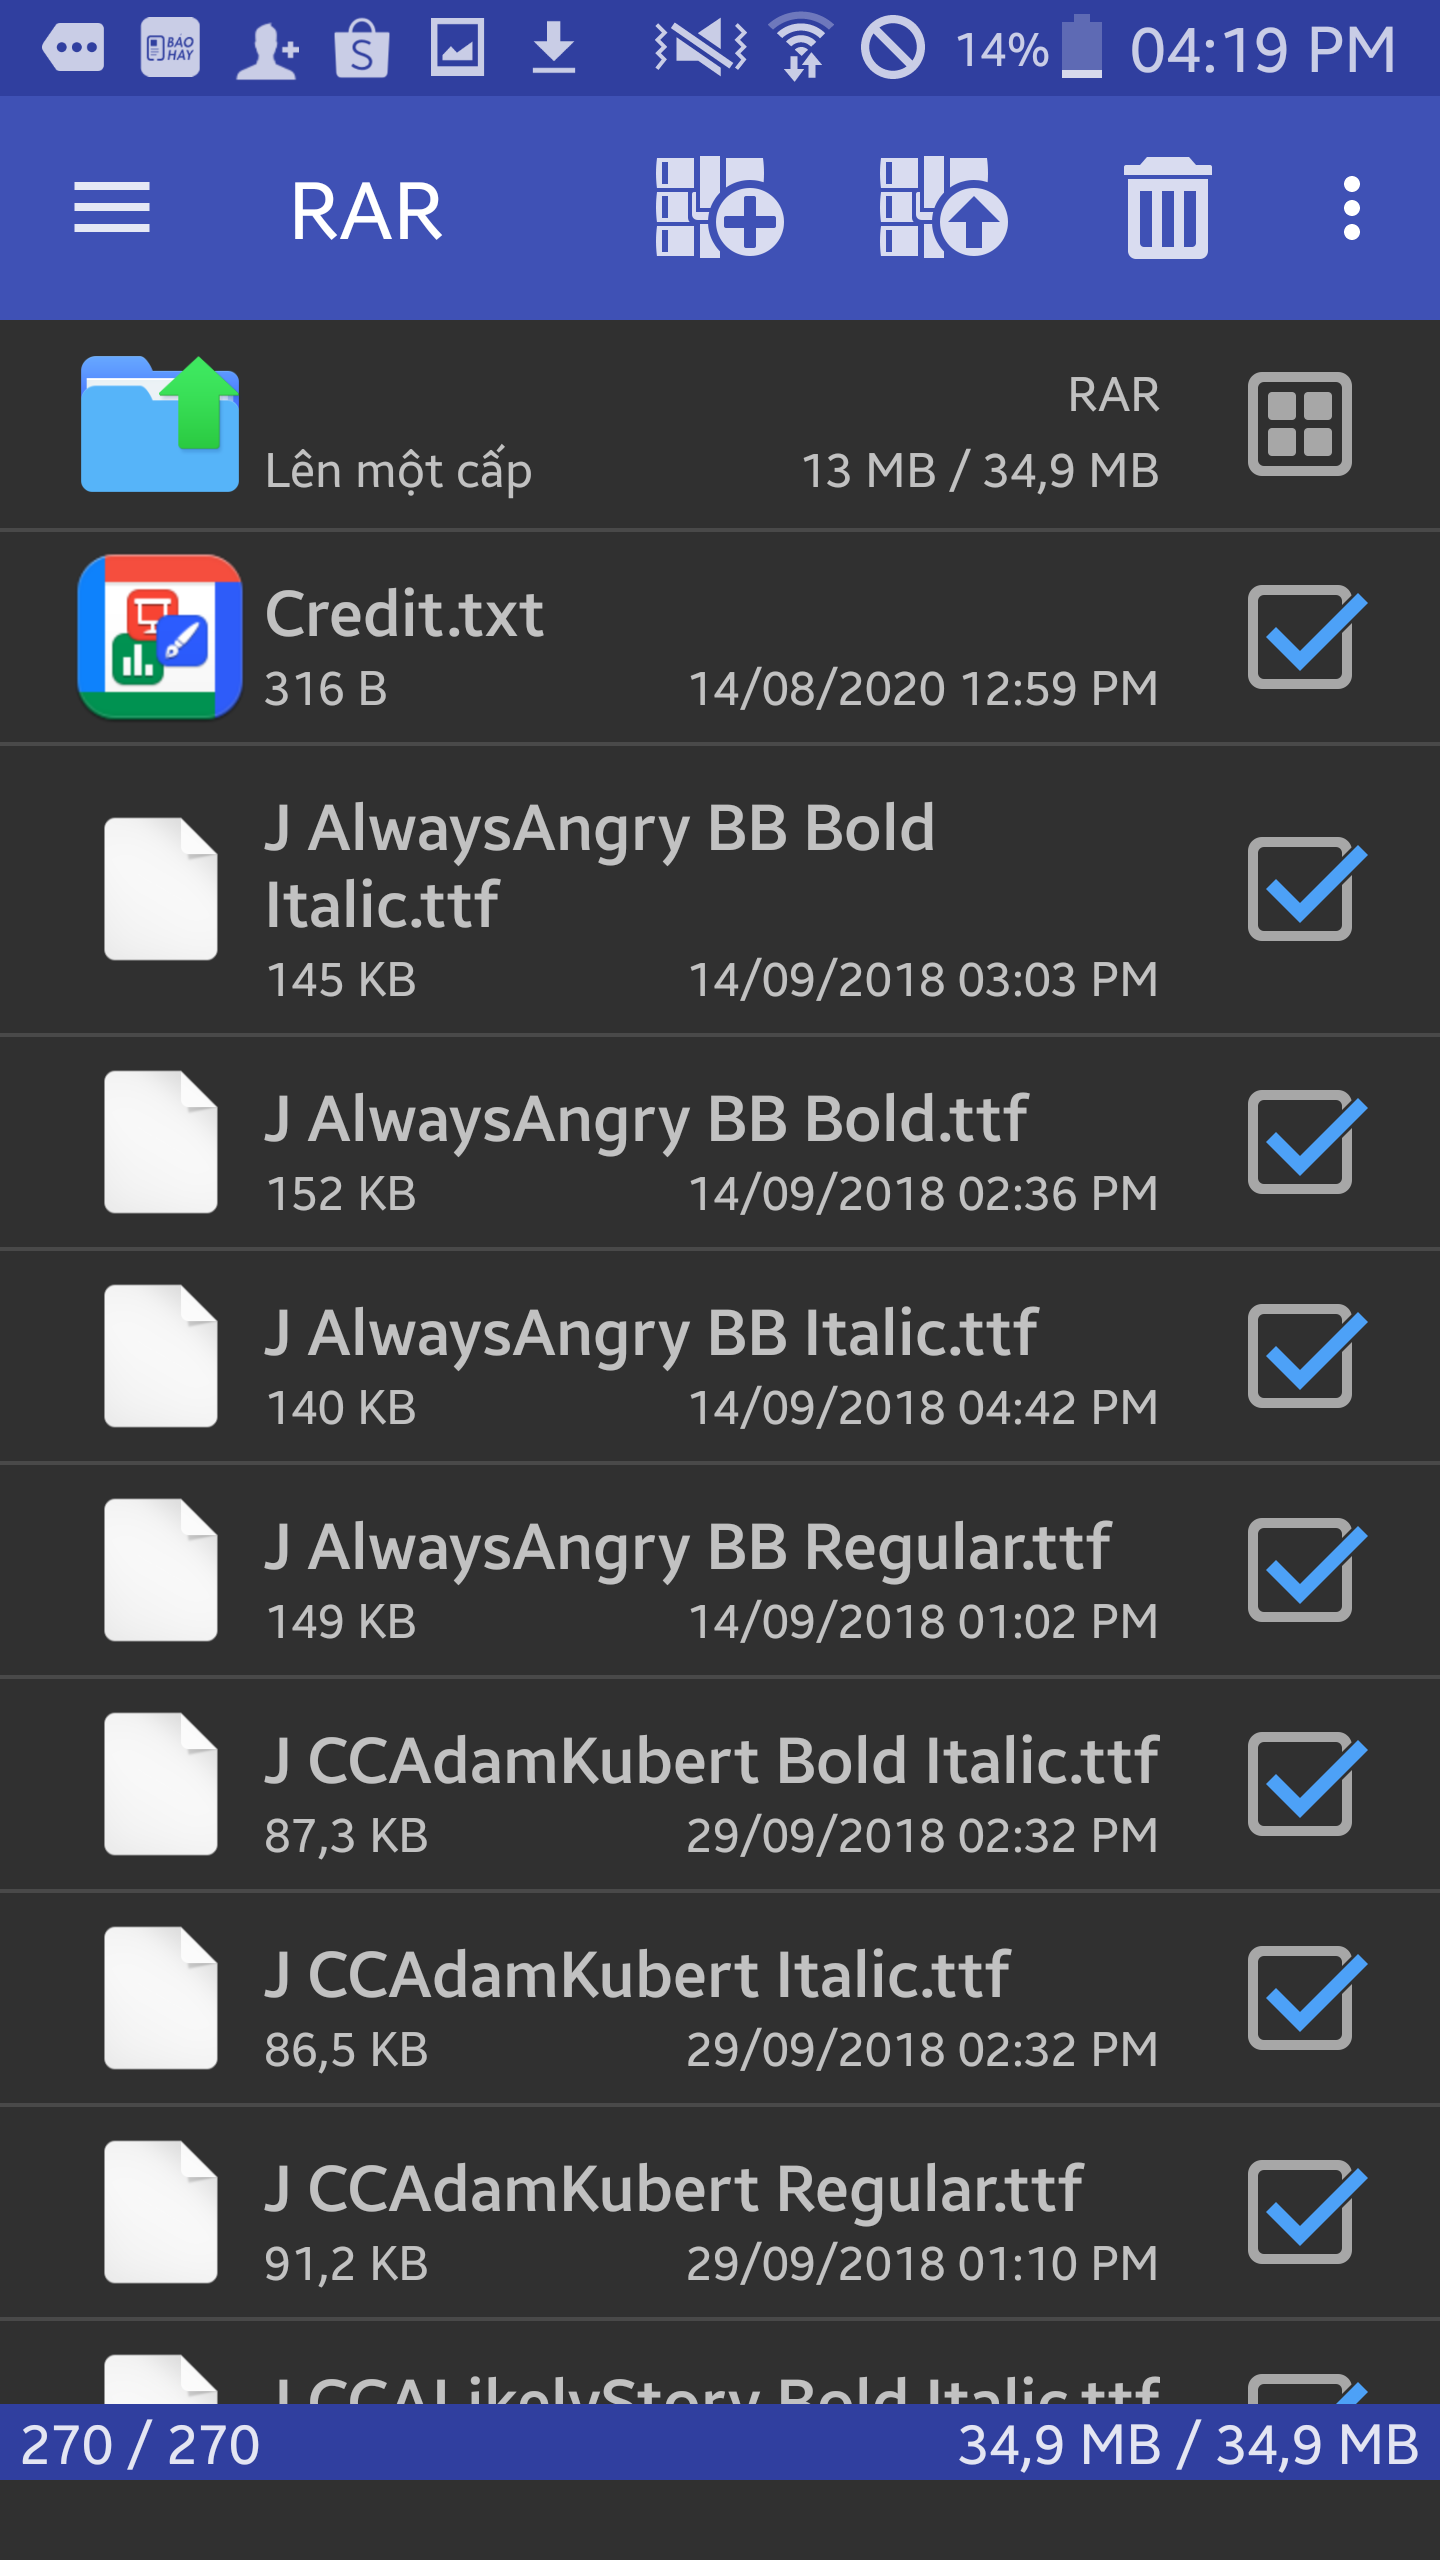 BÁO
HAY
S
14%
04:19 PM
RAR
RAR
Lên một cấp
13 MB / 34,9 MB
Credit.txt
316 B
14/08/2020 12:59 PM
J AlwaysAngry BB Bold
Italic.ttf
145 KB
14/09/2018 03:03 PM
J AlwaysAngry BB Bold.ttf
152 KB
14/09/2018 02:36 PM
J AlwaysAngry BB Italic.ttf
140 KB
14/09/2018 04:42 PM
J AlwaysAngry BB Regular.ttf
149 KB
14/09/2018 01:02 PM
J CCAdamKubert Bold Italic.ttf
87,3 KB
29/09/2018 02:32 PM
J CCAdamKubert Italic.ttf
86,5 KB
29/09/2018 02:32 PM
J CCAdamKubert Regular.ttf
91,2 KB
29/09/2018 01:10 PM
J CCALikelyStory Bold Italic.ttf
270 / 270
34,9 MB / 34,9 MB